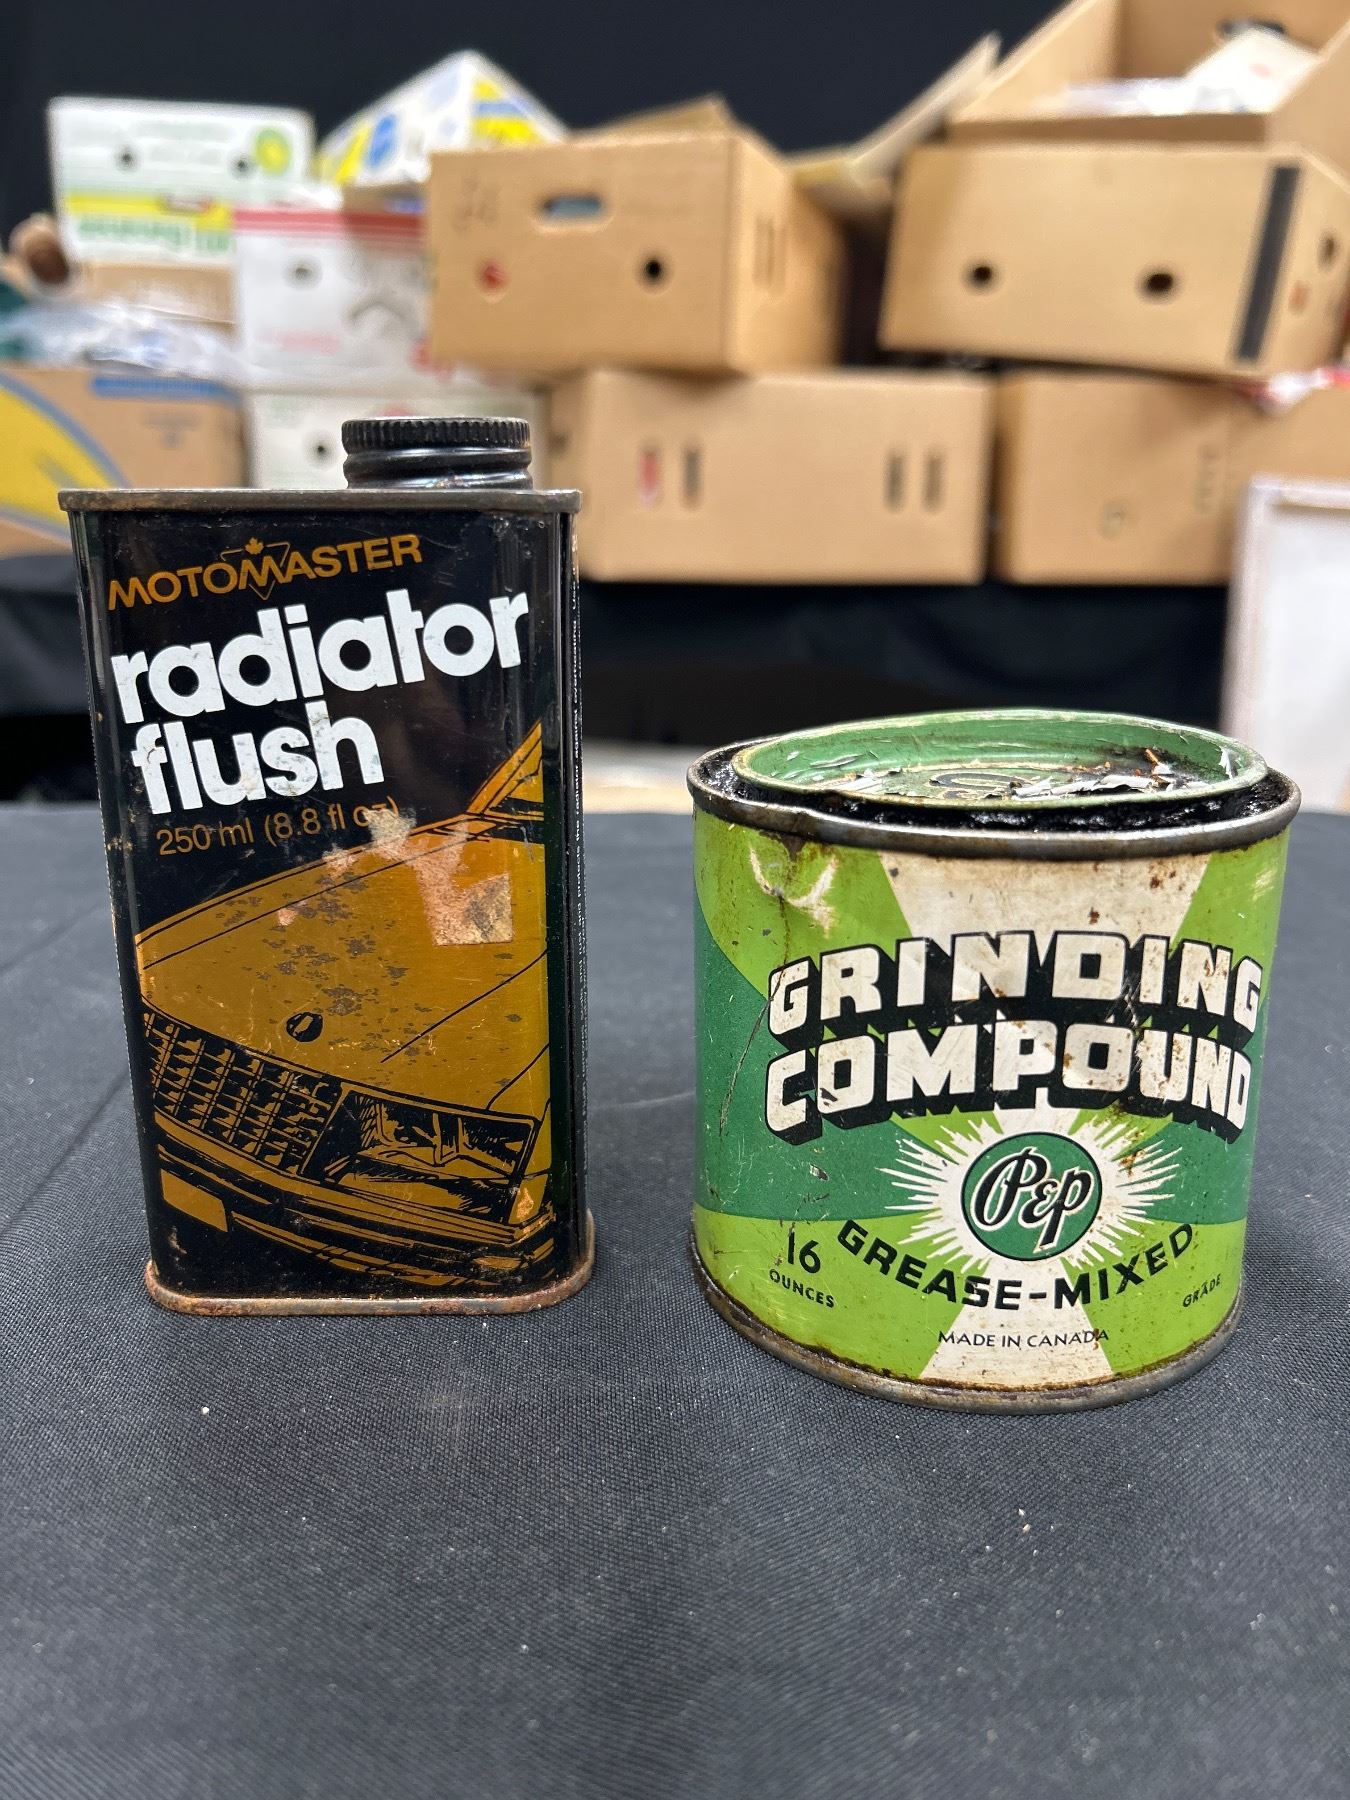 MOTOMASTER
radiator
flush
250 ml (8.8 fl oz)
GRINDING
COMPOUND
Pep
16
OUNCES
GREASE-MIXED
GRADE
MADE IN CANADA